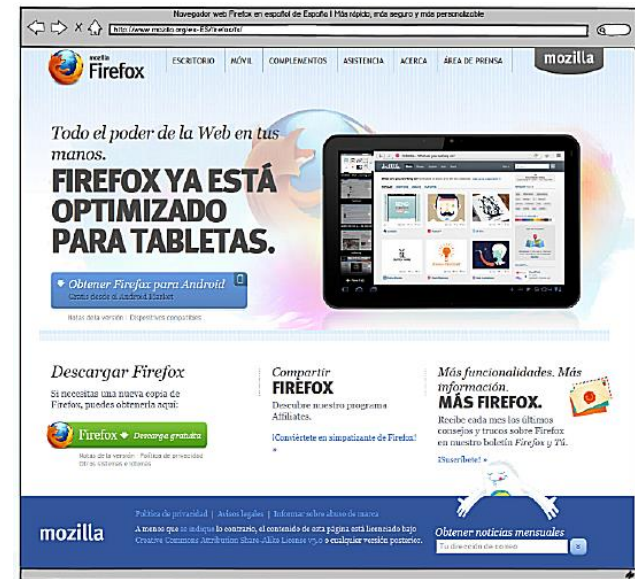 Navegador web Firefox en español de España | Más rápido, más seguro y más personalizable
http://www.mozilla.org/es-ES/firefox/fx/
mozilla
Firefox
ESCRITORIO MÓVIL COMPLEMENTOS ASISTENCIA ACERCA ÁREA DE PRENSA
mozilla
Todo el poder de la Web en tus
manos.
FIREFOX YA ESTÁ
OPTIMIZADO
PARA TABLETAS.
Obtener Firefox para Android
Gratis desde el Android Market
Notas de la versión · Dispositivos compatibles
Descargar Firefox
Si necesitas una nueva copia de
Firefox, puedes obtenerla aquí:
Firefox Descarga gratuita
Notas de la versión · Política de privacidad
Otros sistemas e idiomas
Compartir
FIREFOX
Descubre nuestro programa
Affiliates.
¡Conviértete en simpatizante de Firefox!
»
Más funcionalidades. Más
información.
MÁS FIREFOX.
Recibe cada mes los últimos
consejos y trucos sobre Firefox
en nuestro boletín Firefox y Tú.
¡Suscríbete! »
Política de privacidad | Avisos legales | Informar sobre abuso de marca
mozilla
A menos que se indique lo contrario, el contenido de esta página está licenciado bajo
Creative Commons Attribution Share-Alike License v3.0 o cualquier versión posterior.
Obtener noticias mensuales
Tu dirección de correo